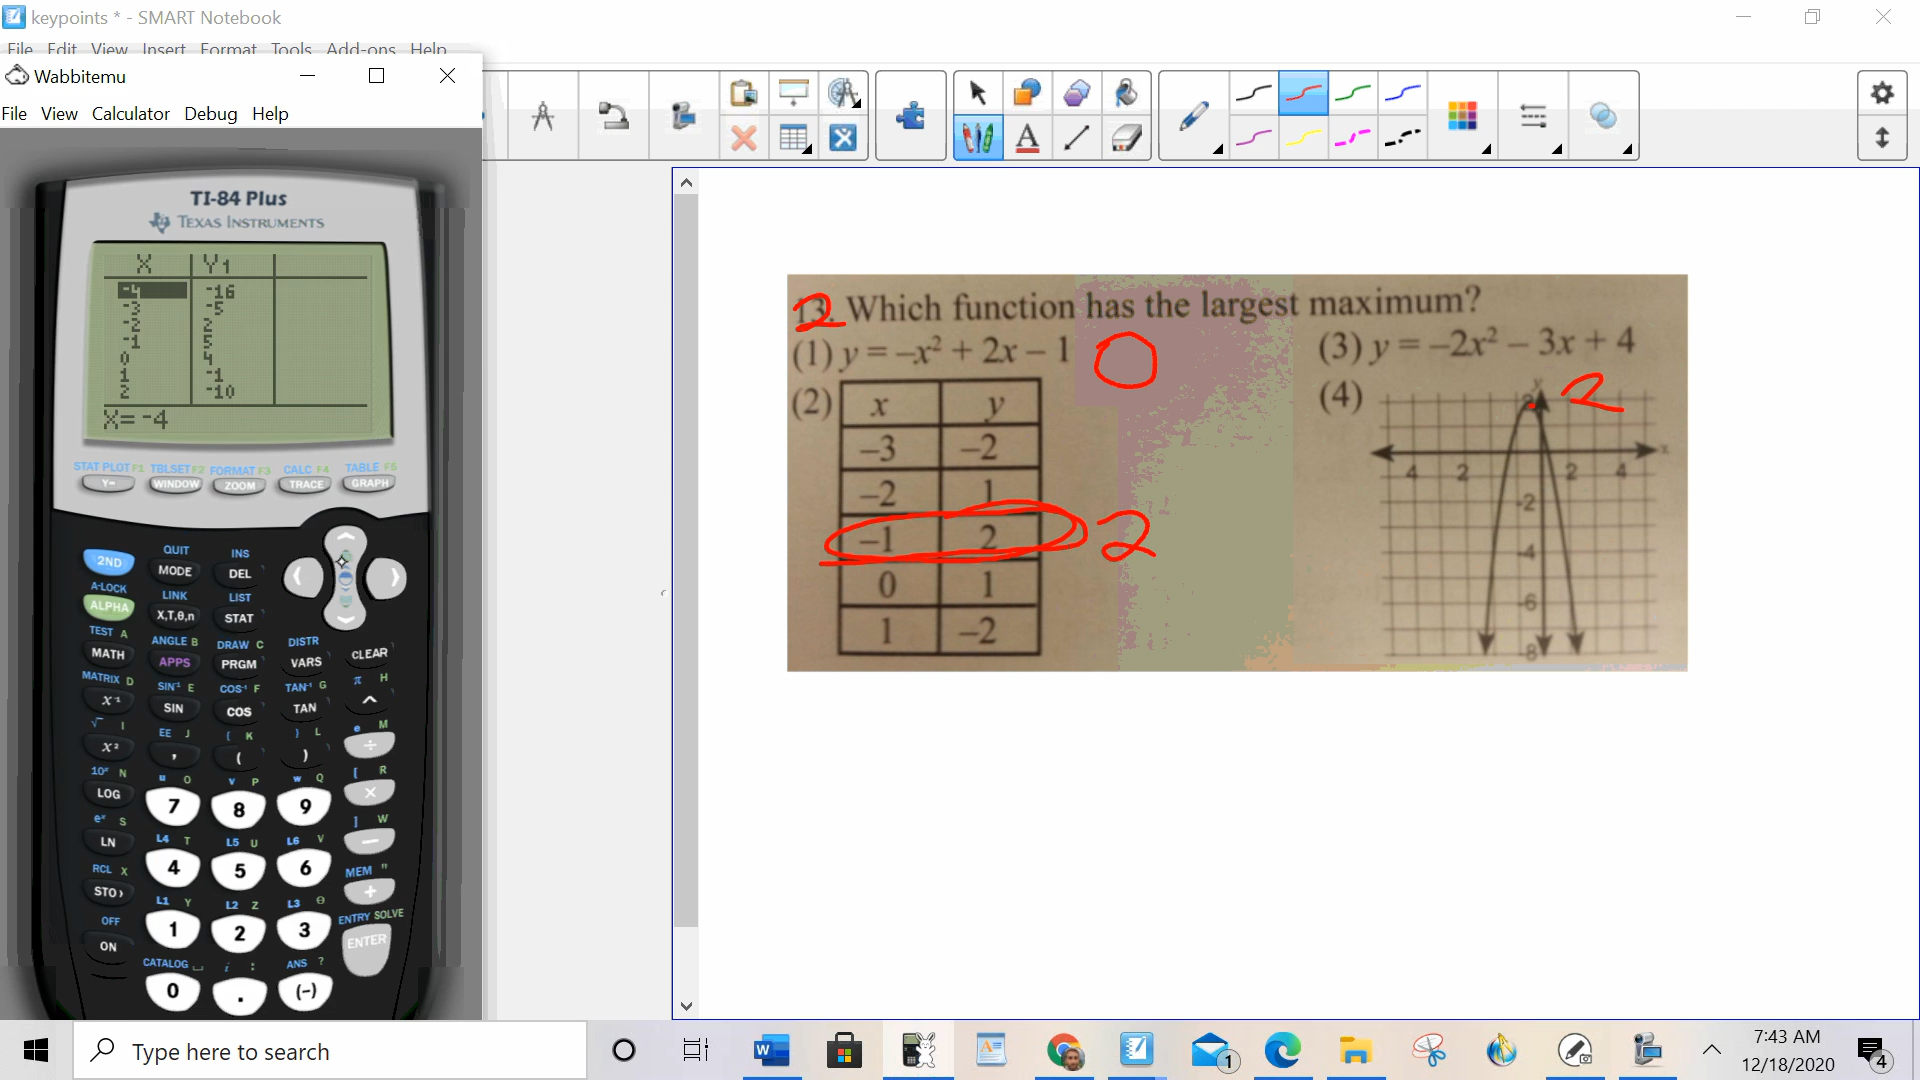 keypoints * - SMART Notebook
File Edit View Insert Format Tools Add-ons Help
Wabbitemu
File View Calculator Debug Help
TI-84 Plus
TEXAS INSTRUMENTS
X Y1
-4 -16
-3 -5
-2 2
-1 5
0 4
1 -1
2 -10
X= -4
STAT PLOT F1 TBLSET F2 FORMAT F3 CALC F4 TABLE F5
Y= WINDOW ZOOM TRACE GRAPH
QUIT INS
2ND MODE DEL
A-LOCK LINK LIST
ALPHA X,T,θ,n STAT
TEST A ANGLE B DRAW C DISTR
MATH APPS PRGM VARS CLEAR
MATRIX D SIN⁻¹ E COS⁻¹ F TAN⁻¹ G π H
X⁻¹ SIN COS TAN ^
√ I EE J { K } L e M
X² , ( ) ÷
10ˣ N u O v P w Q [ R
LOG 7 8 9 ×
eˣ S L4 T L5 U L6 V ] W
LN 4 5 6 −
RCL X L1 Y L2 Z L3 θ MEM "
STO› 1 2 3 +
OFF CATALOG i : ANS ? ENTRY SOLVE
ON 0 . (-) ENTER
13. Which function has the largest maximum?
2
(1) y = –x² + 2x – 1
0
(2)
x y
–3 –2
–2 1
–1 2
2
0 1
1 –2
(3) y = –2x² – 3x + 4
(4)
y
2
2
x
4 2 2 4
-2
-4
-6
-8
Type here to search
1
7:43 AM
12/18/2020
4